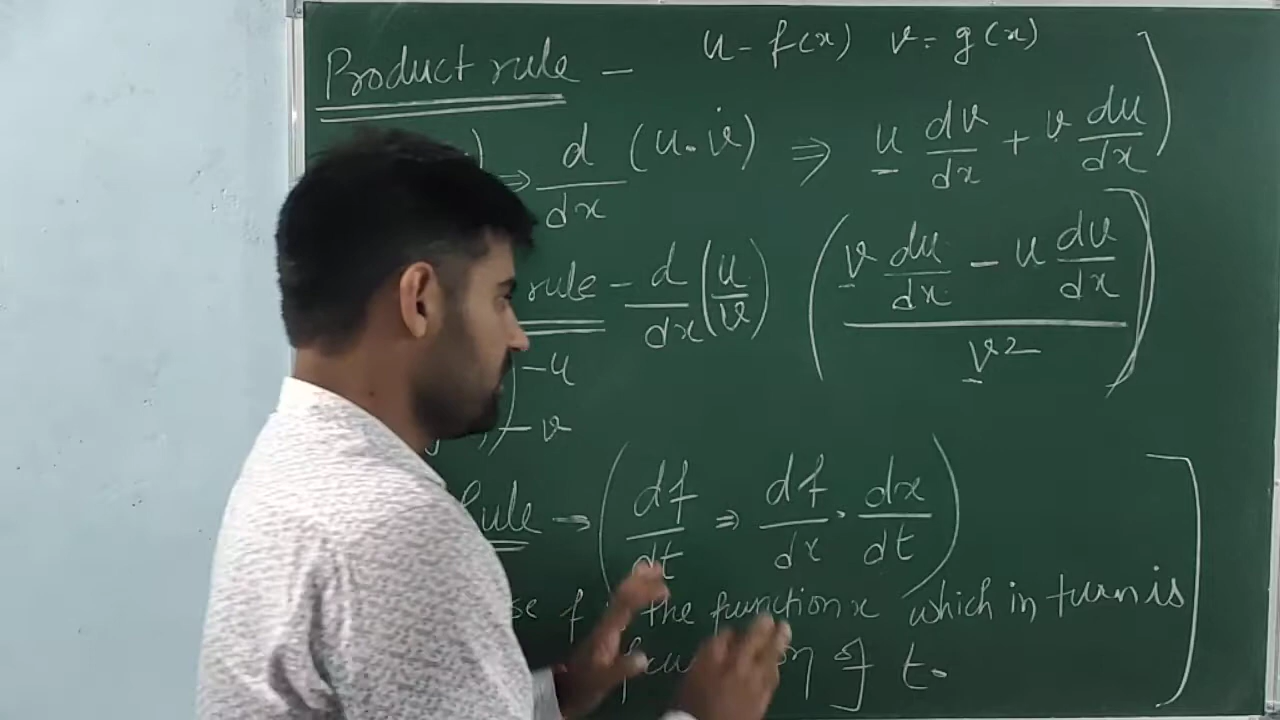 Product rule – u = f(x) v = g(x)
) ⇒ d/dx (u·v) ⇒ u dv/dx + v du/dx
rule – d/dx (u/v) (v du/dx – u dv/dx)/v²
) – u
) – v
Rule → (df/dt ⇒ df/dx · dx/dt)
se f the function x which in turn is
of t.